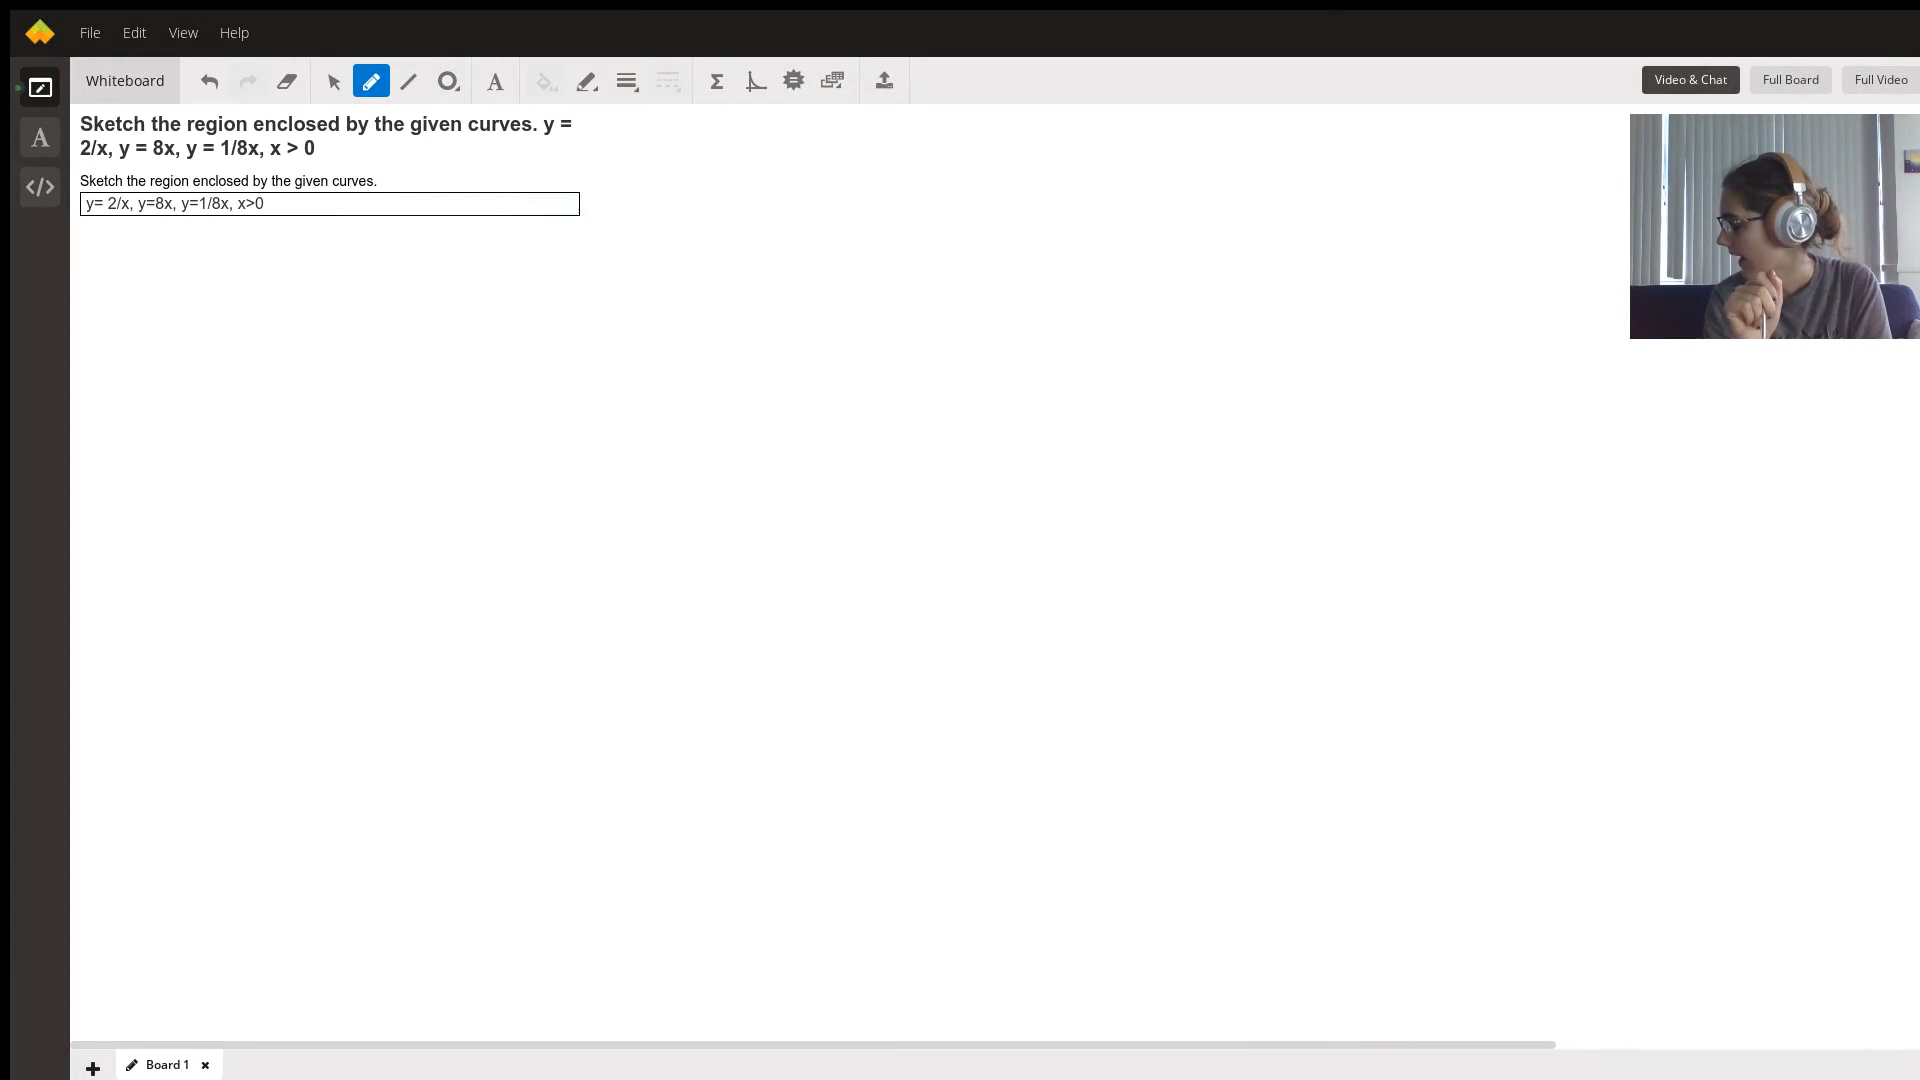 File Edit View Help
Whiteboard A Σ Video & Chat Full Board Full Video
A
</>
Sketch the region enclosed by the given curves. y =
2/x, y = 8x, y = 1/8x, x > 0
Sketch the region enclosed by the given curves.
y= 2/x, y=8x, y=1/8x, x>0
Board 1